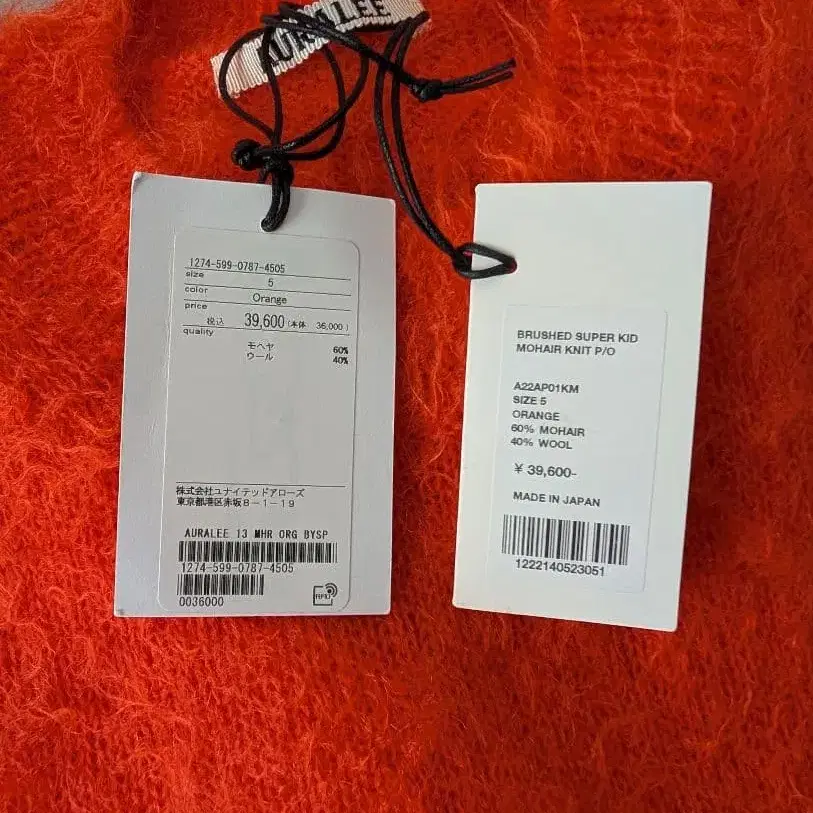 AURALEE
1274-599-0787-4505
size 5
color Orange
price 税込 39,600 (本体 36,000)
quality
モヘヤ 60%
ウール 40%
株式会社ユナイテッドアローズ
東京都港区赤坂8-1-19
AURALEE 13 MHR ORG BYSP
1274-599-0787-4505
0036000
BRUSHED SUPER KID
MOHAIR KNIT P/O
A22AP01KM
SIZE 5
ORANGE
60% MOHAIR
40% WOOL
¥ 39,600-
MADE IN JAPAN
1222140523051